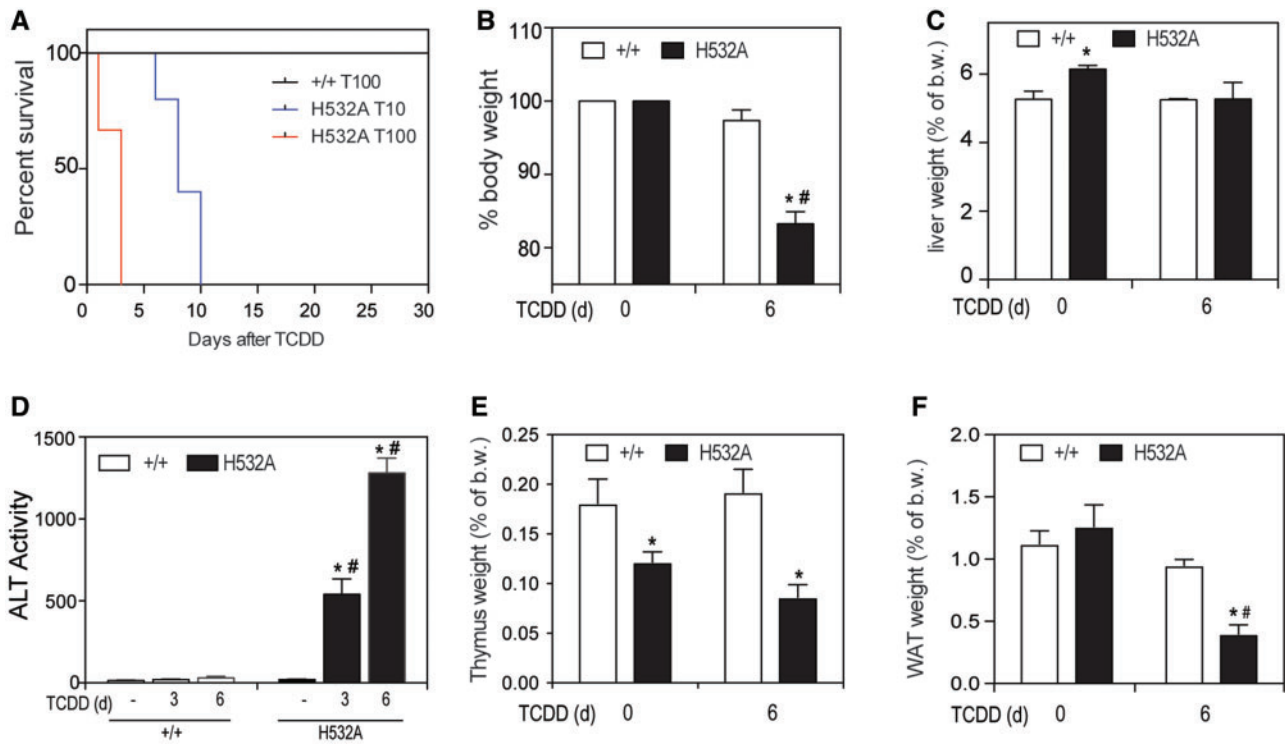 A
Percent survival
100
50
0
+/+ T100
H532A T10
H532A T100
0 5 10 15 20 25 30
Days after TCDD
B
% body weight
110
100
90
80
+/+ H532A
* #
TCDD (d) 0 6
C
liver weight (% of b.w.)
6
4
2
0
+/+ H532A
*
TCDD (d) 0 6
D
ALT Activity
1500
1000
500
0
+/+ H532A
* #
* #
TCDD (d) - 3 6 - 3 6
+/+ H532A
E
Thymus weight (% of b.w.)
0.25
0.20
0.15
0.10
0.05
0.00
+/+ H532A
*
*
TCDD (d) 0 6
F
WAT weight (% of b.w.)
2.0
1.5
1.0
0.5
0.0
+/+ H532A
* #
TCDD (d) 0 6